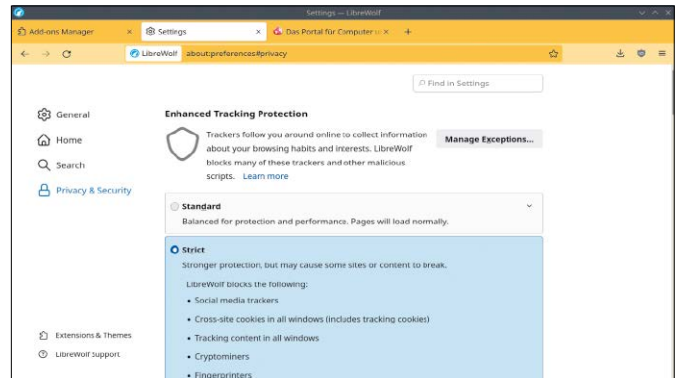 Settings — LibreWolf
Add-ons Manager
Settings
Das Portal für Computer u
LibreWolf
about:preferences#privacy
Find in Settings
General
Home
Search
Privacy & Security
Extensions & Themes
LibreWolf Support
Enhanced Tracking Protection
Trackers follow you around online to collect information
about your browsing habits and interests. LibreWolf
blocks many of these trackers and other malicious
scripts. Learn more
Manage Exceptions...
Standard
Balanced for protection and performance. Pages will load normally.
Strict
Stronger protection, but may cause some sites or content to break.
LibreWolf blocks the following:
• Social media trackers
• Cross-site cookies in all windows (includes tracking cookies)
• Tracking content in all windows
• Cryptominers
• Fingerprinters